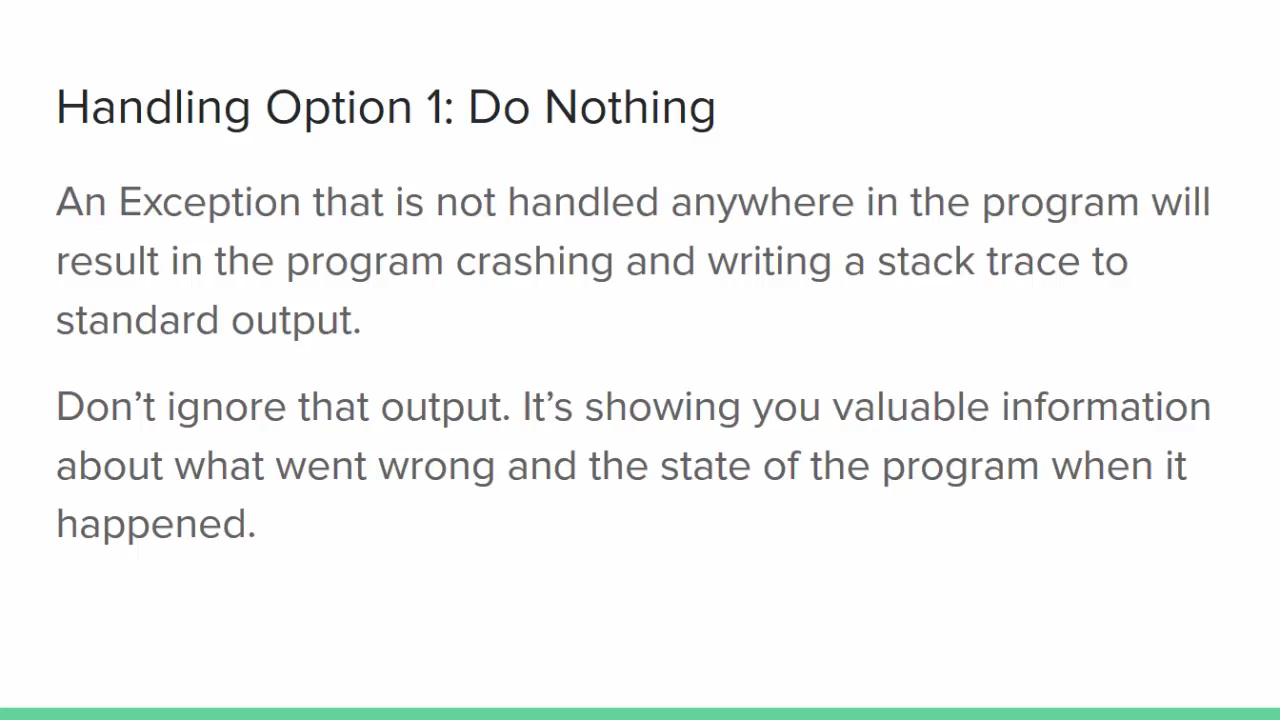 Handling Option 1: Do Nothing
An Exception that is not handled anywhere in the program will
result in the program crashing and writing a stack trace to
standard output.
Don’t ignore that output. It’s showing you valuable information
about what went wrong and the state of the program when it
happened.